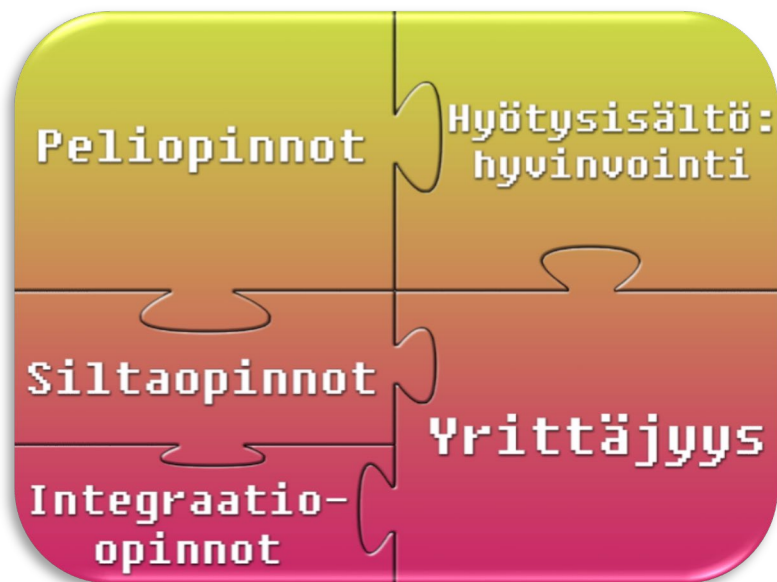 Peliopinnot
Hyötysisältö:
hyvinvointi
Siltaopinnot
Yrittäjyys
Integraatio-
opinnot